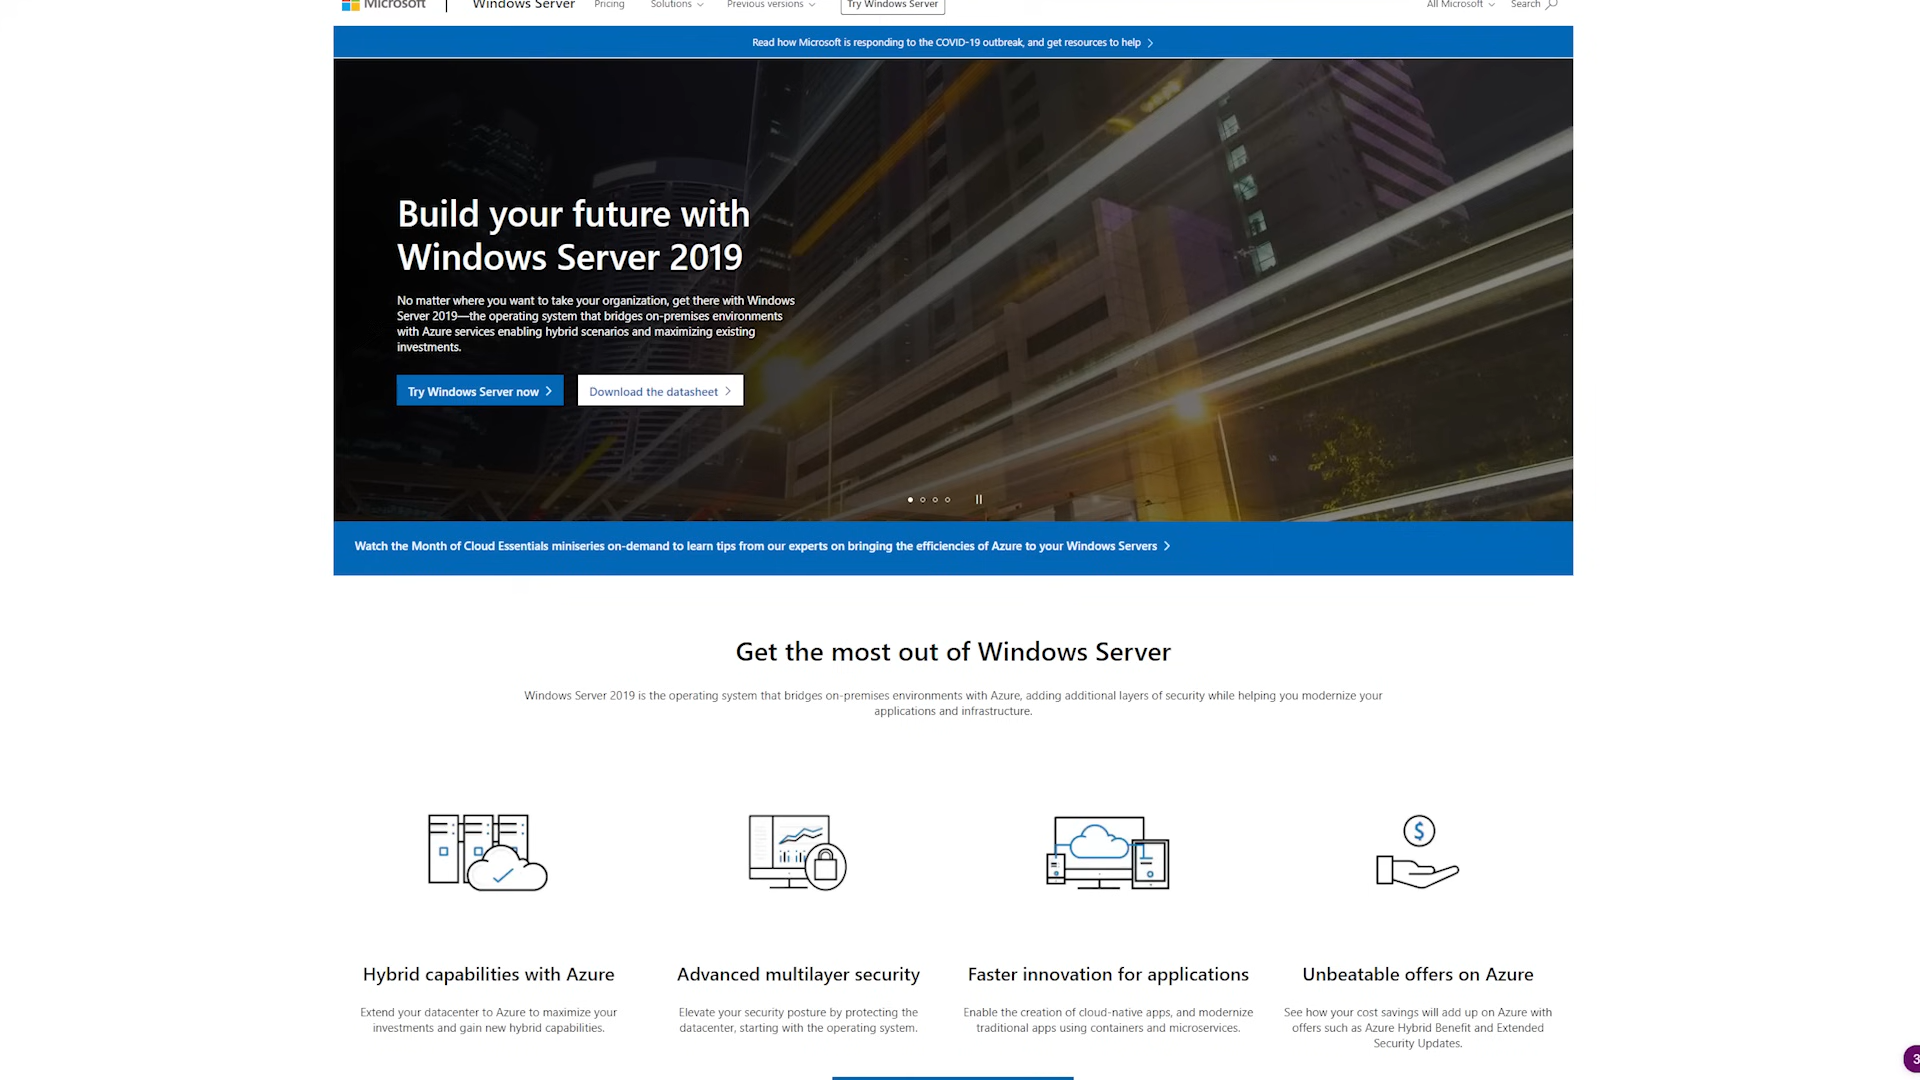 Microsoft Windows Server Pricing Solutions Previous versions Try Windows Server All Microsoft Search
Read how Microsoft is responding to the COVID-19 outbreak, and get resources to help
Build your future with
Windows Server 2019
No matter where you want to take your organization, get there with Windows
Server 2019—the operating system that bridges on-premises environments
with Azure services enabling hybrid scenarios and maximizing existing
investments.
Try Windows Server now
Download the datasheet
Watch the Month of Cloud Essentials miniseries on-demand to learn tips from our experts on bringing the efficiencies of Azure to your Windows Servers
Get the most out of Windows Server
Windows Server 2019 is the operating system that bridges on-premises environments with Azure, adding additional layers of security while helping you modernize your
applications and infrastructure.
$
Hybrid capabilities with Azure
Extend your datacenter to Azure to maximize your
investments and gain new hybrid capabilities.
Advanced multilayer security
Elevate your security posture by protecting the
datacenter, starting with the operating system.
Faster innovation for applications
Enable the creation of cloud-native apps, and modernize
traditional apps using containers and microservices.
Unbeatable offers on Azure
See how your cost savings will add up on Azure with
offers such as Azure Hybrid Benefit and Extended
Security Updates.
3